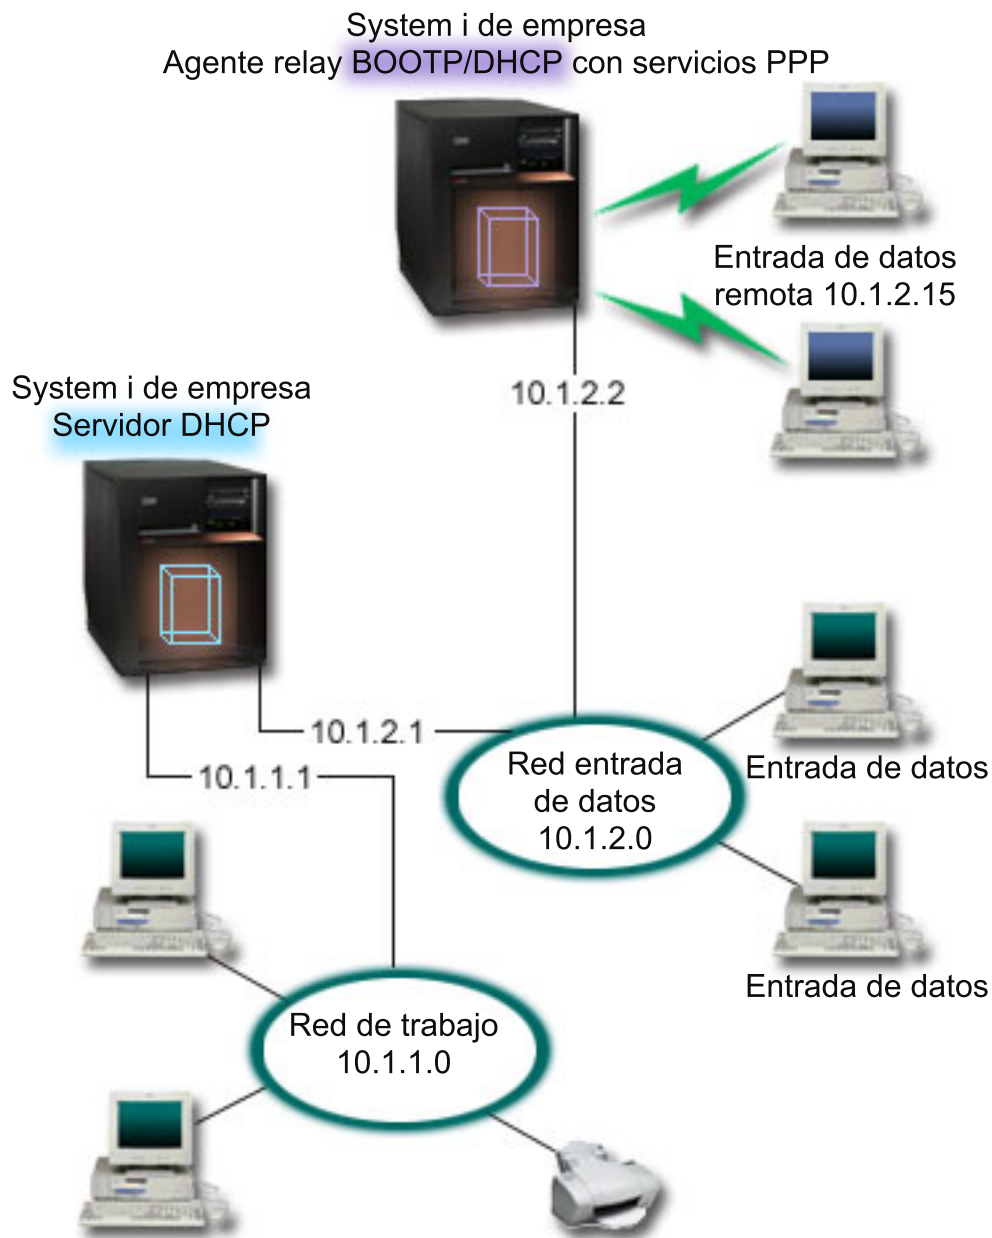 System i de empresa
Agente relay BOOTP/DHCP con servicios PPP
Entrada de datos
remota 10.1.2.15
10.1.2.2
System i de empresa
Servidor DHCP
10.1.2.1
10.1.1.1
Red entrada
de datos
10.1.2.0
Entrada de datos
Entrada de datos
Red de trabajo
10.1.1.0